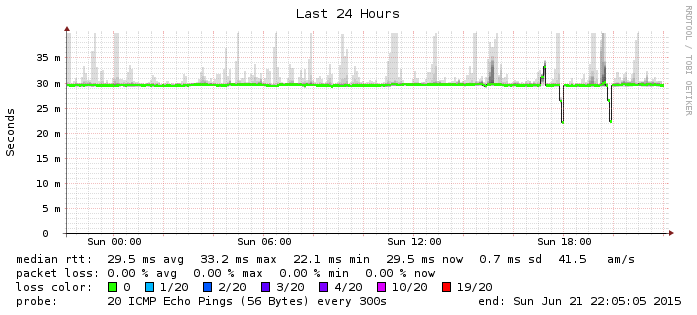 Last 24 Hours
RRDTOOL / TOBI OETIKER
Seconds
35 m
30 m
25 m
20 m
15 m
10 m
5 m
0
Sun 00:00 Sun 06:00 Sun 12:00 Sun 18:00
median rtt: 29.5 ms avg 33.2 ms max 22.1 ms min 29.5 ms now 0.7 ms sd 41.5 am/s
packet loss: 0.00 % avg 0.00 % max 0.00 % min 0.00 % now
loss color: 0 1/20 2/20 3/20 4/20 10/20 19/20
probe: 20 ICMP Echo Pings (56 Bytes) every 300s end: Sun Jun 21 22:05:05 2015